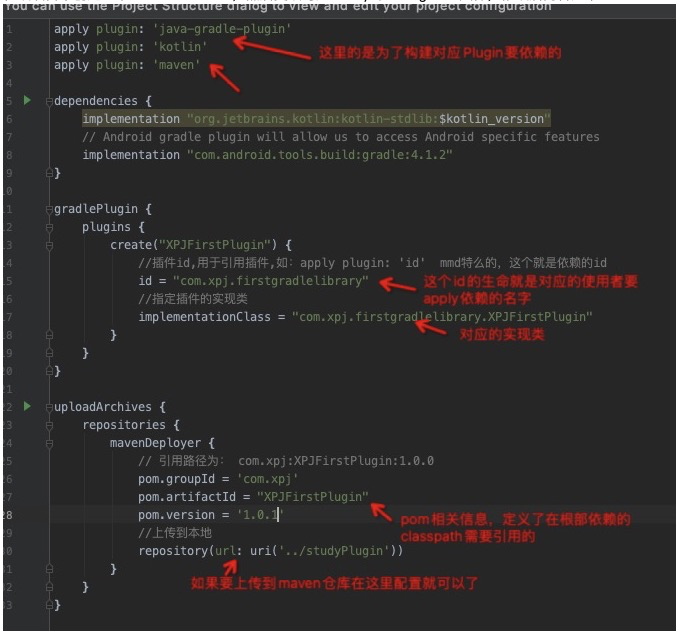 You can use the Project Structure dialog to view and edit your project configuration
1 apply plugin: 'java-gradle-plugin'
2 apply plugin: 'kotlin'
这里的是为了构建对应Plugin要依赖的
3 apply plugin: 'maven'
4
5 dependencies {
6 implementation "org.jetbrains.kotlin:kotlin-stdlib:$kotlin_version"
7 // Android gradle plugin will allow us to access Android specific features
8 implementation "com.android.tools.build:gradle:4.1.2"
9 }
10
11 gradlePlugin {
12 plugins {
13 create("XPJFirstPlugin") {
14 //插件id,用于引用插件,如：apply plugin: 'id' mmd特么的，这个就是依赖的id
15 id = "com.xpj.firstgradlelibrary"
这个id的生命就是对应的使用者要
apply依赖的名字
16 //指定插件的实现类
17 implementationClass = "com.xpj.firstgradlelibrary.XPJFirstPlugin"
对应的实现类
18 }
19 }
20 }
21
22 uploadArchives {
23 repositories {
24 mavenDeployer {
25 // 引用路径为： com.xpj:XPJFirstPlugin:1.0.0
26 pom.groupId = 'com.xpj'
27 pom.artifactId = "XPJFirstPlugin"
28 pom.version = '1.0.1'
pom相关信息，定义了在根部依赖的
classpath需要引用的
29 //上传到本地
30 repository(url: uri('../studyPlugin'))
31 }
如果要上传到maven仓库在这里配置就可以了
32 }
33 }